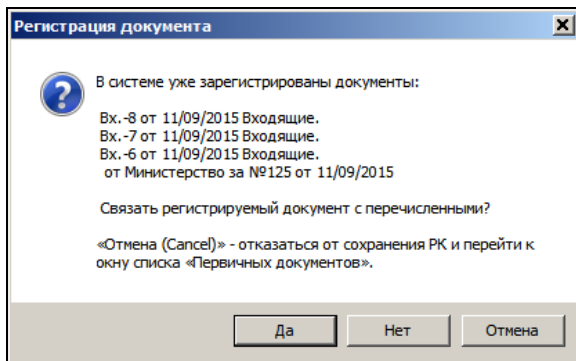 Регистрация документа
В системе уже зарегистрированы документы:
Вх.-8 от 11/09/2015 Входящие.
Вх.-7 от 11/09/2015 Входящие.
Вх.-6 от 11/09/2015 Входящие.
от Министерство за №125 от 11/09/2015
Связать регистрируемый документ с перечисленными?
«Отмена (Cancel)» - отказаться от сохранения РК и перейти к
окну списка «Первичных документов».
Да Нет Отмена